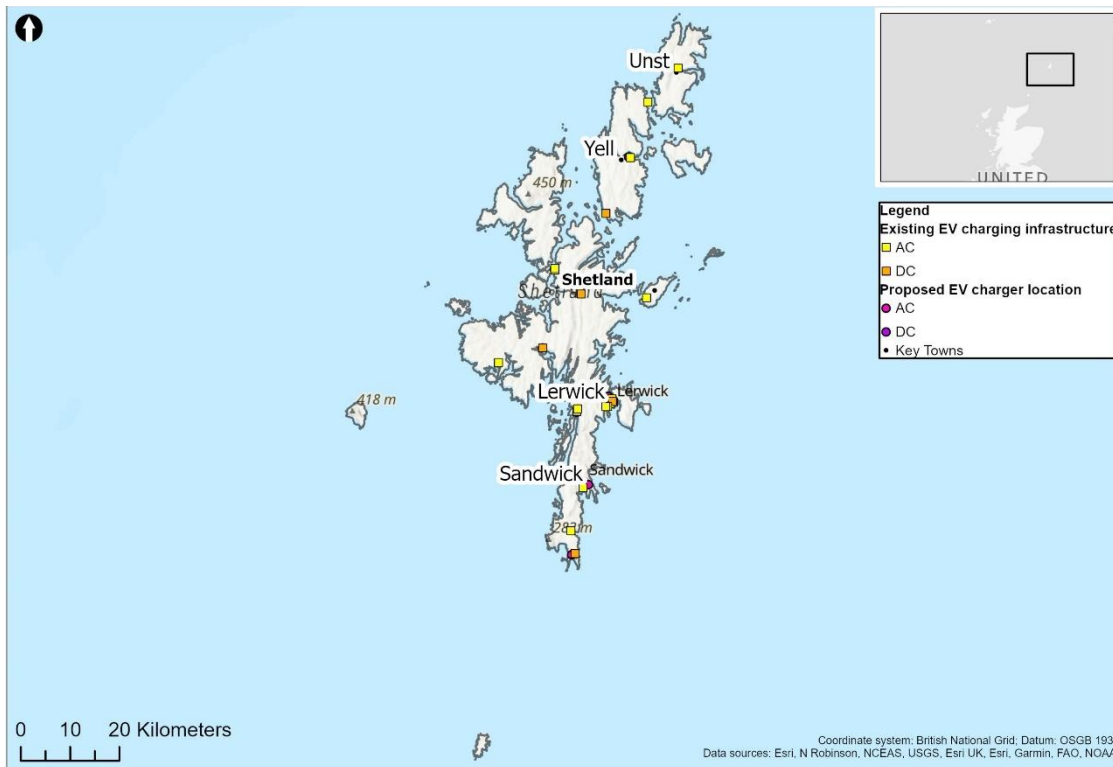 Unst
Yell
450 m
Shetland
Shetland
Lerwick
Lerwick
418 m
Sandwick
Sandwick
283 m
UNITED
Legend
Existing EV charging infrastructure
AC
DC
Proposed EV charger location
AC
DC
Key Towns
0 10 20 Kilometers
Coordinate system: British National Grid; Datum: OSGB 193
Data sources: Esri, N Robinson, NCEAS, USGS, Esri UK, Esri, Garmin, FAO, NOAA